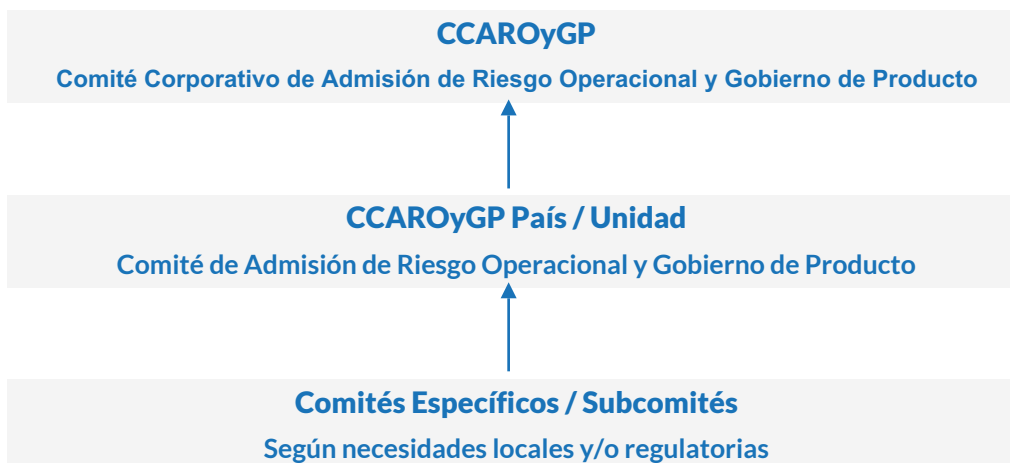 CCAROyGP
Comité Corporativo de Admisión de Riesgo Operacional y Gobierno de Producto
CCAROyGP País / Unidad
Comité de Admisión de Riesgo Operacional y Gobierno de Producto
Comités Específicos / Subcomités
Según necesidades locales y/o regulatorias